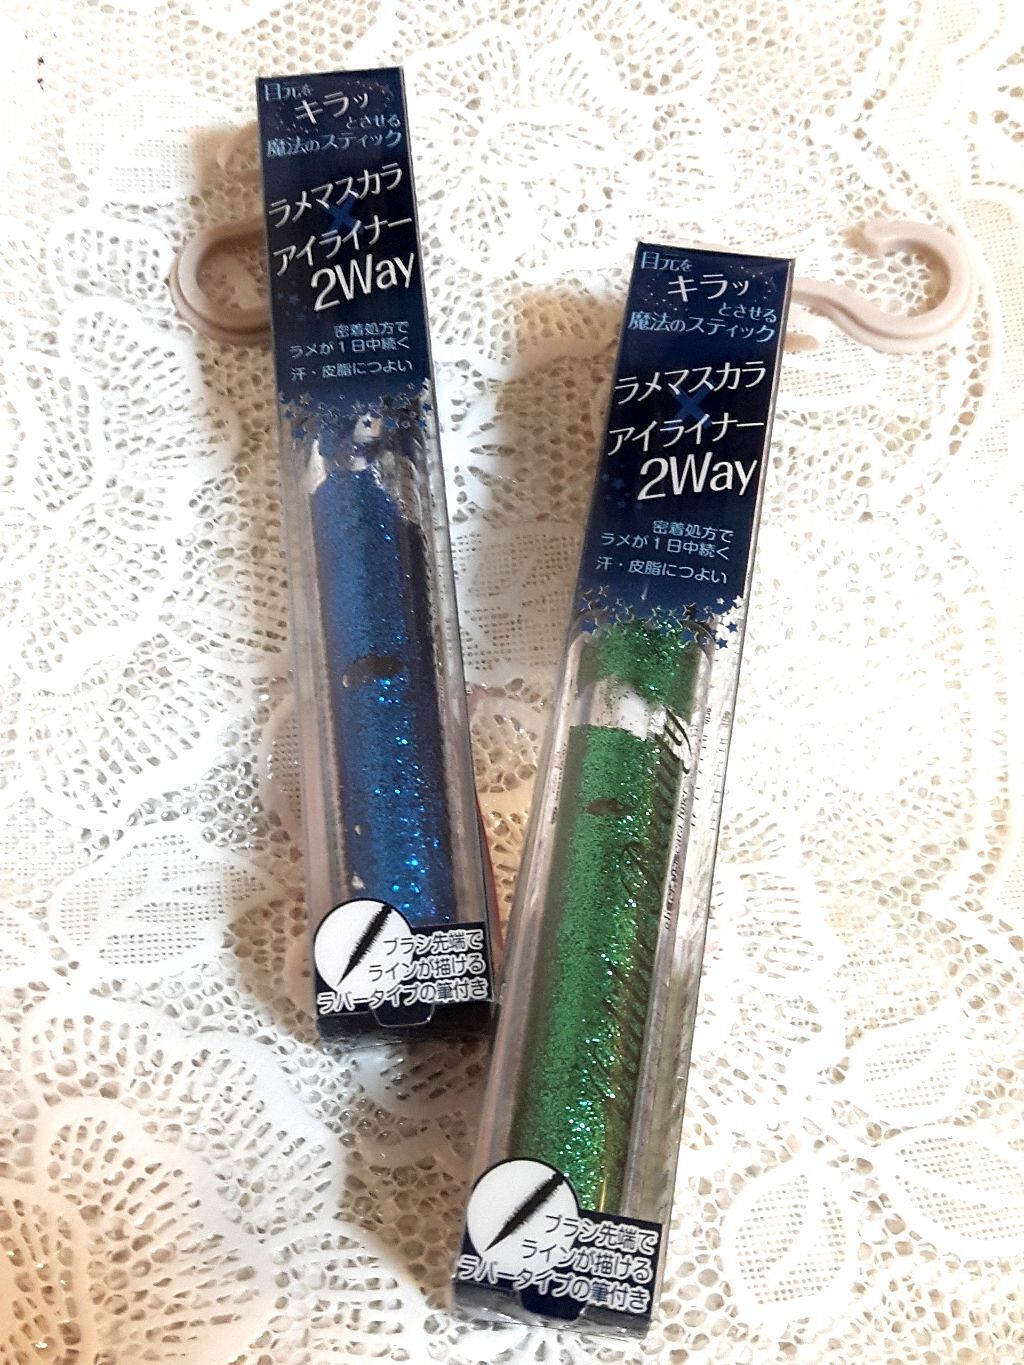 目元を
キラッ
とさせる
魔法のスティック
ラメマスカラ
×
アイライナー
2Way
密着処方で
ラメが1日中続く
汗・皮脂につよい
ブラシ先端で
ラインが描ける
ラバータイプの筆付き
目元を
キラッ
とさせる
魔法のスティック
ラメマスカラ
×
アイライナー
2Way
密着処方で
ラメが1日中続く
汗・皮脂につよい
ブラシ先端で
ラインが描ける
ラバータイプの筆付き